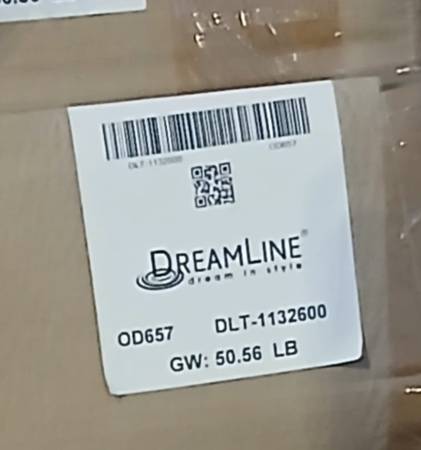 DLT-1132600 OD657
DREAMLINE®
dream in style
OD657 DLT-1132600
GW: 50.56 LB